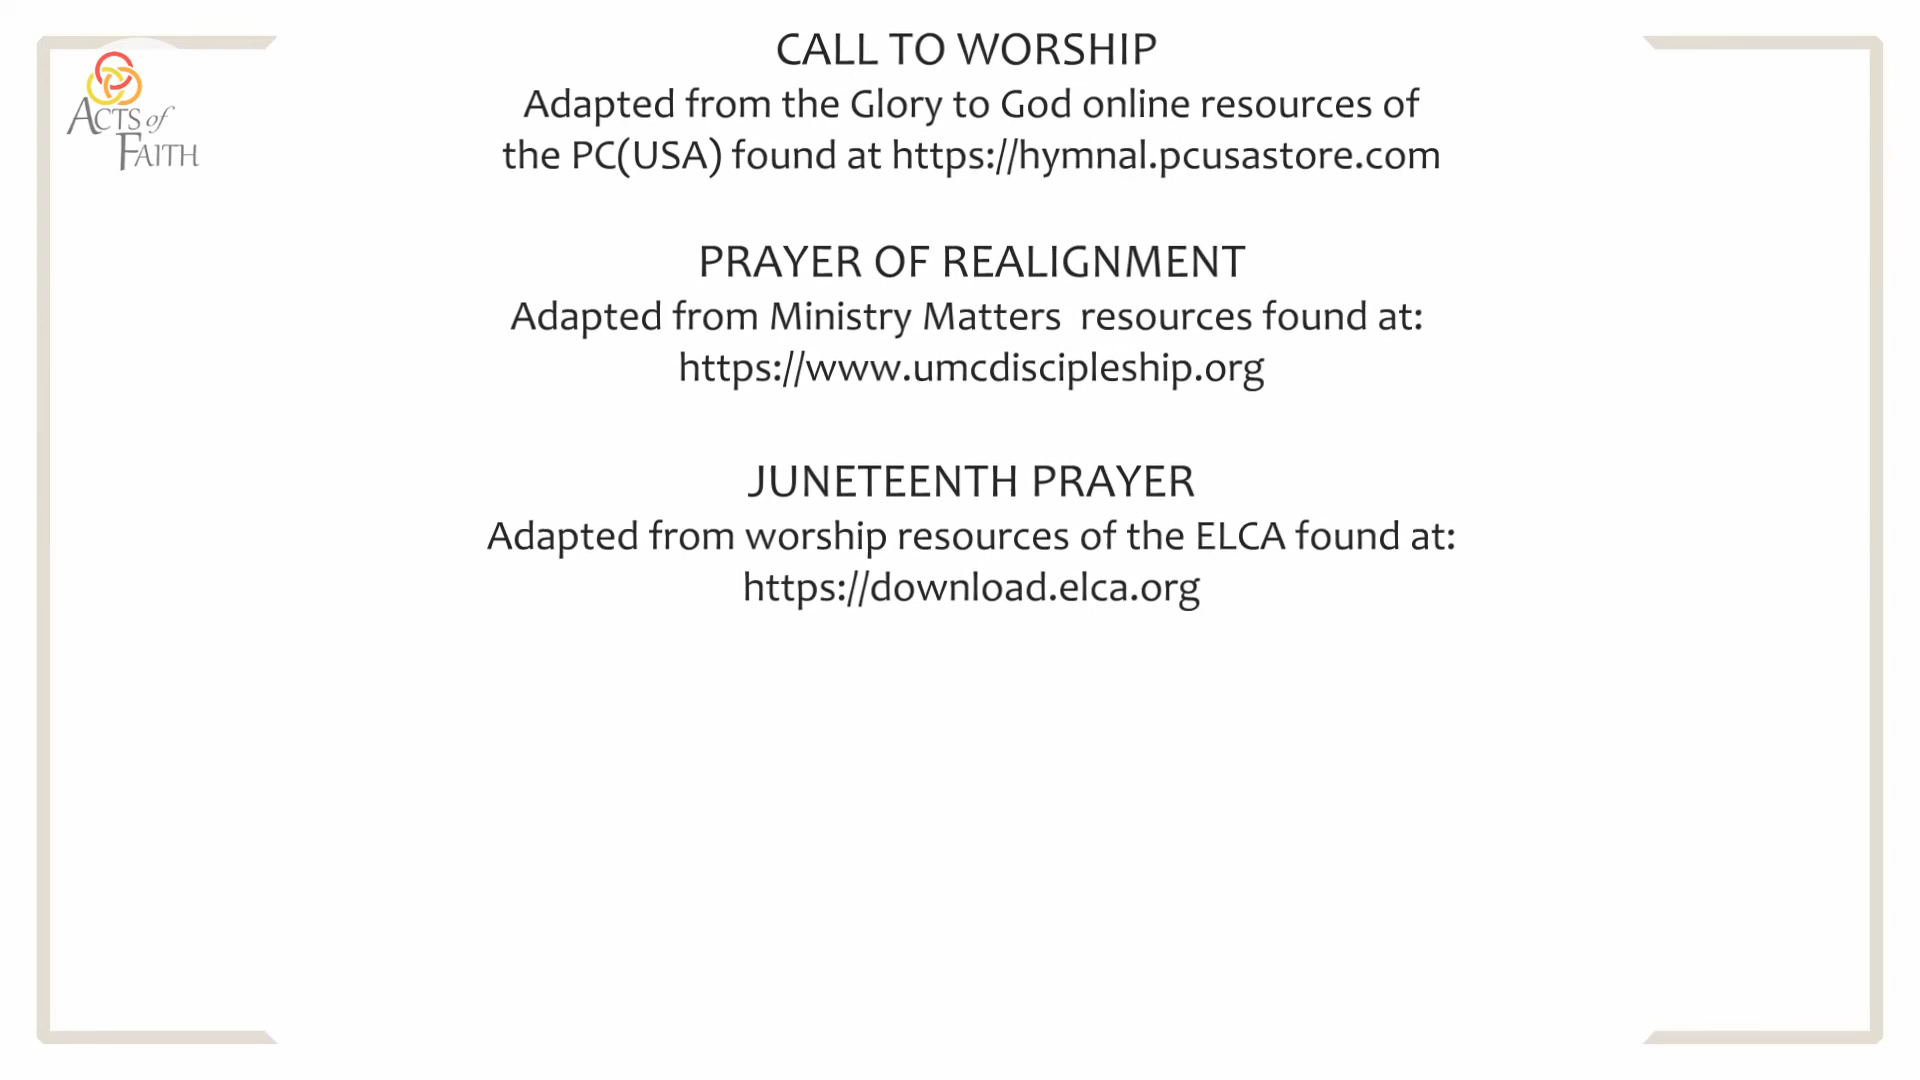 ACTS of
FAITH
CALL TO WORSHIP
Adapted from the Glory to God online resources of
the PC(USA) found at https://hymnal.pcusastore.com
PRAYER OF REALIGNMENT
Adapted from Ministry Matters  resources found at:
https://www.umcdiscipleship.org
JUNETEENTH PRAYER
Adapted from worship resources of the ELCA found at:
https://download.elca.org